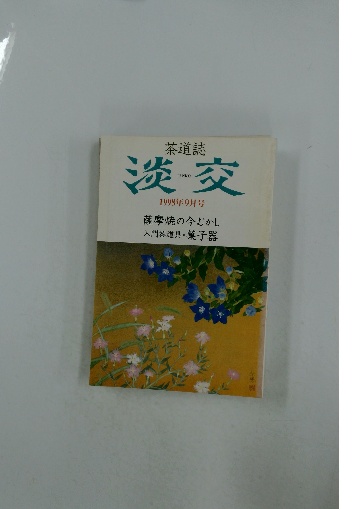 茶道誌
淡交
1998年9月号
薩摩焼の今むかし
入門茶道具・菓子器